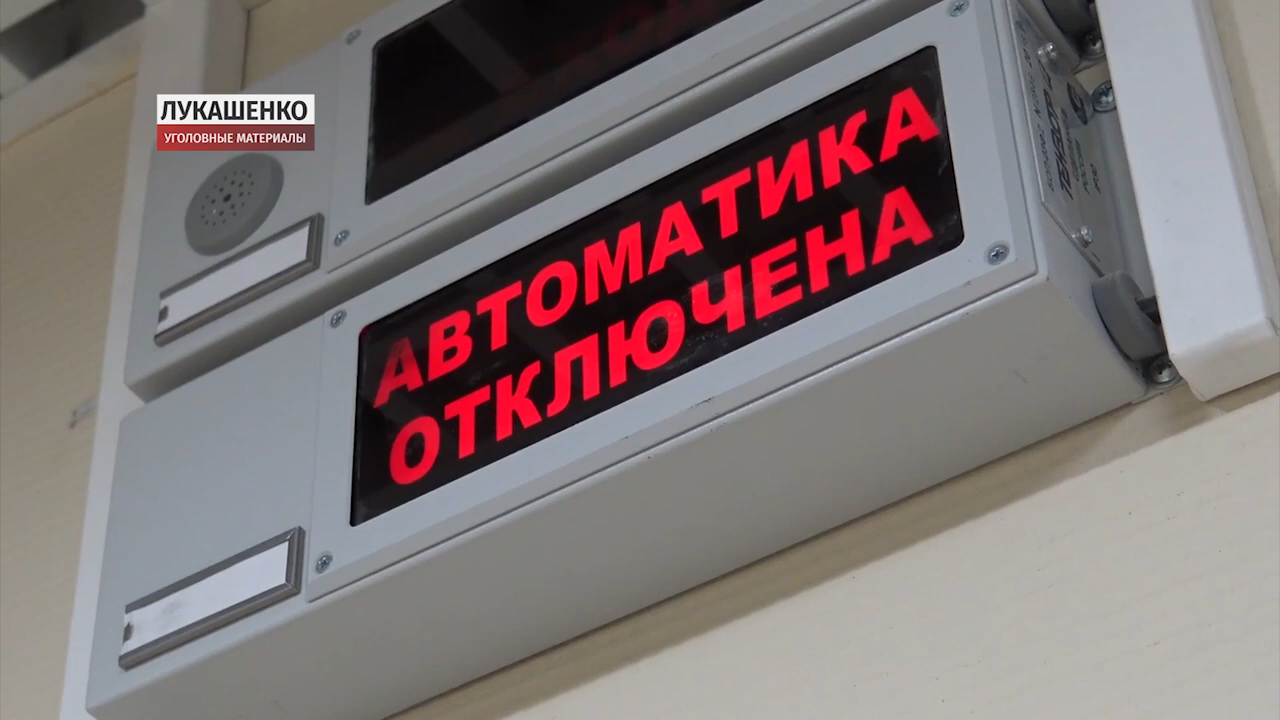 ЛУКАШЕНКО
УГОЛОВНЫЕ МАТЕРИАЛЫ
АВТОМАТИКА
ОТКЛЮЧЕНА